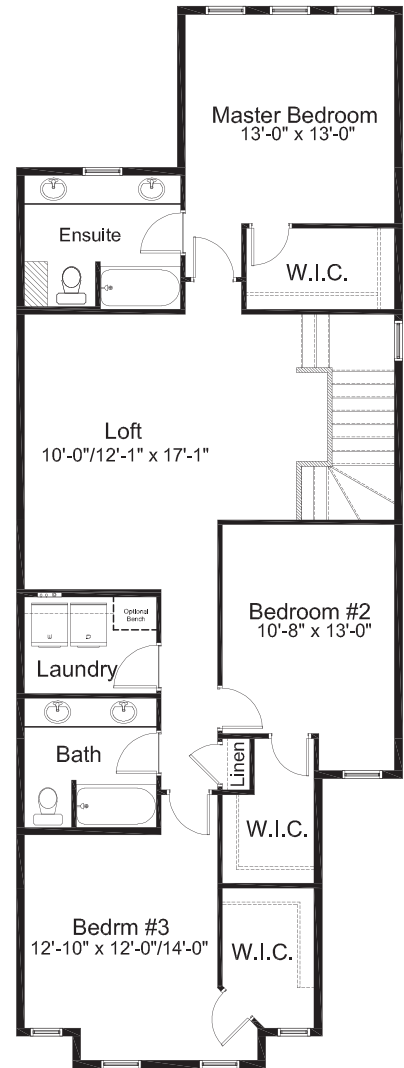 Master Bedroom
13'-0" x 13'-0"
Ensuite
W.I.C.
Loft
10'-0"/12'-1" x 17'-1"
Optional
Bench
Bedroom #2
10'-8" x 13'-0"
Laundry
Bath
Linen
W.I.C.
Bedrm #3
12'-10" x 12'-0"/14'-0"
W.I.C.